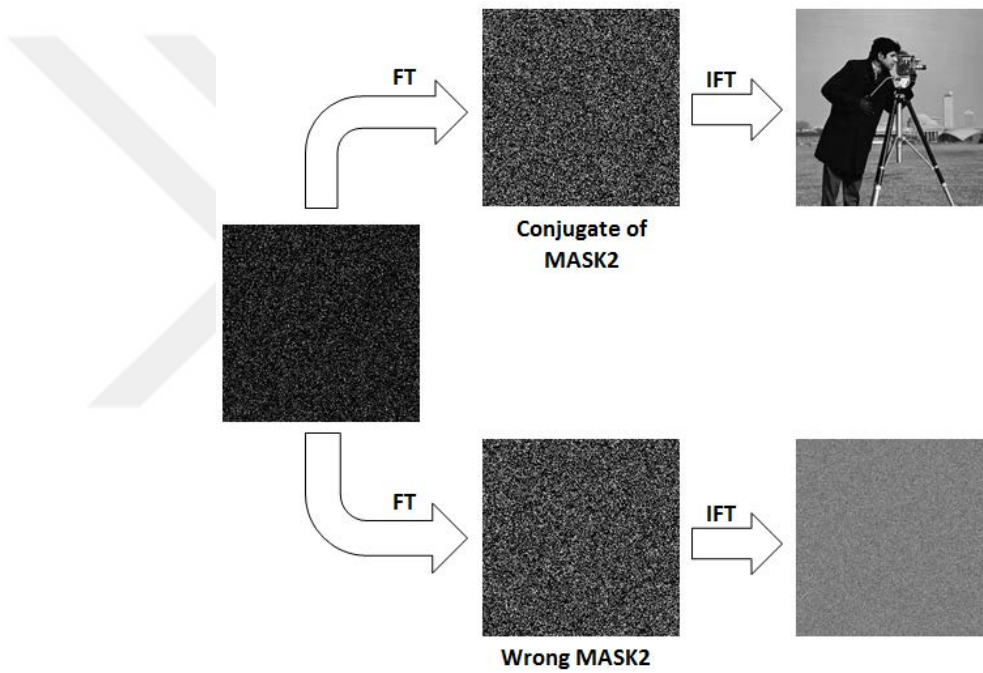 FT
IFT
Conjugate of
MASK2
FT
IFT
Wrong MASK2